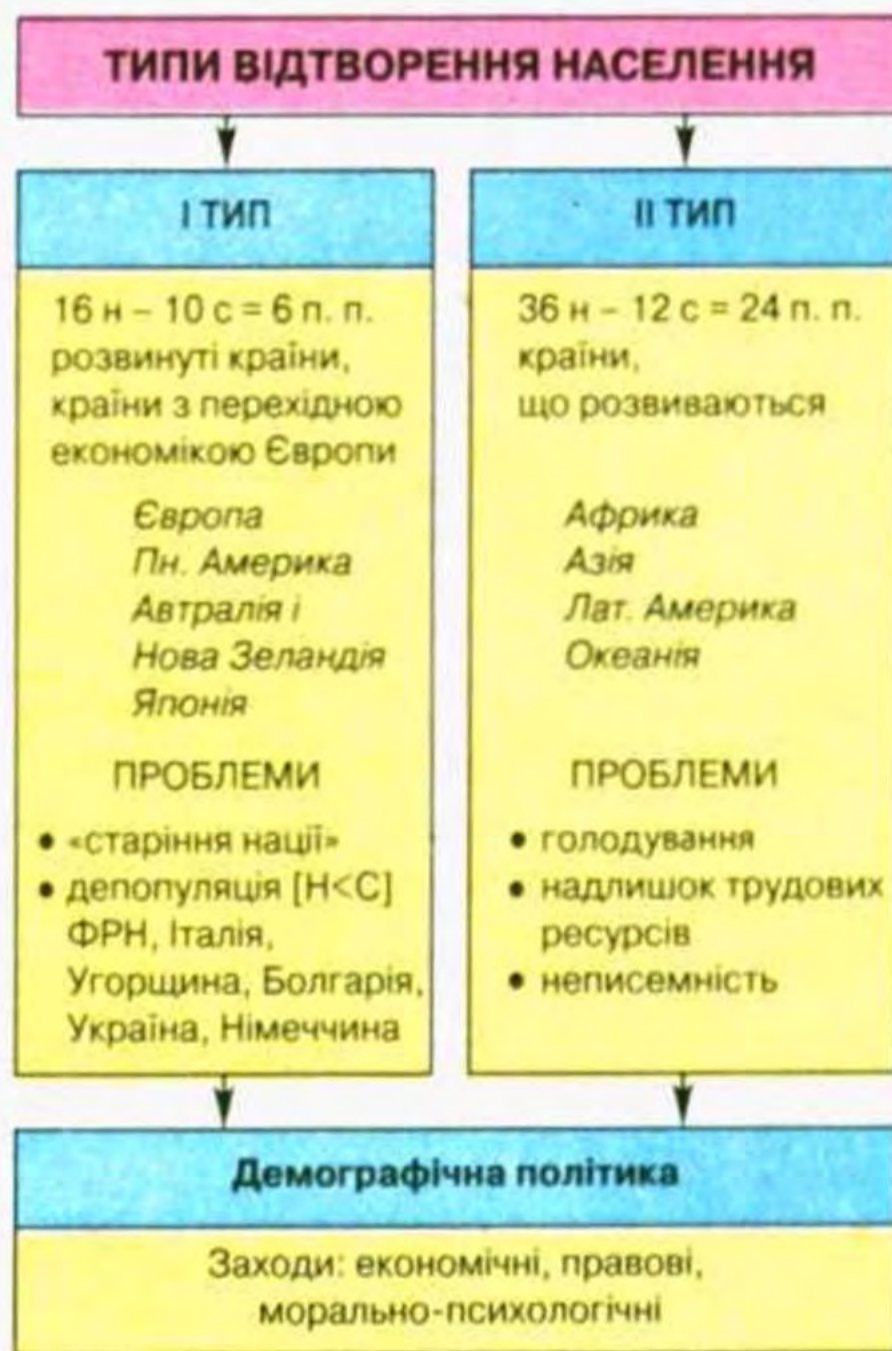 ТИПИ ВІДТВОРЕННЯ НАСЕЛЕННЯ
І ТИП
16 н – 10 с = 6 п. п.
розвинуті країни,
країни з перехідною
економікою Європи
Європа
Пн. Америка
Автралія і
Нова Зеландія
Японія
ПРОБЛЕМИ
• «старіння нації»
• депопуляція [Н<С]
ФРН, Італія,
Угорщина, Болгарія,
Україна, Німеччина
ІІ ТИП
36 н – 12 с = 24 п. п.
країни,
що розвиваються
Африка
Азія
Лат. Америка
Океанія
ПРОБЛЕМИ
• голодування
• надлишок трудових
ресурсів
• неписемність
Демографічна політика
Заходи: економічні, правові,
морально-психологічні